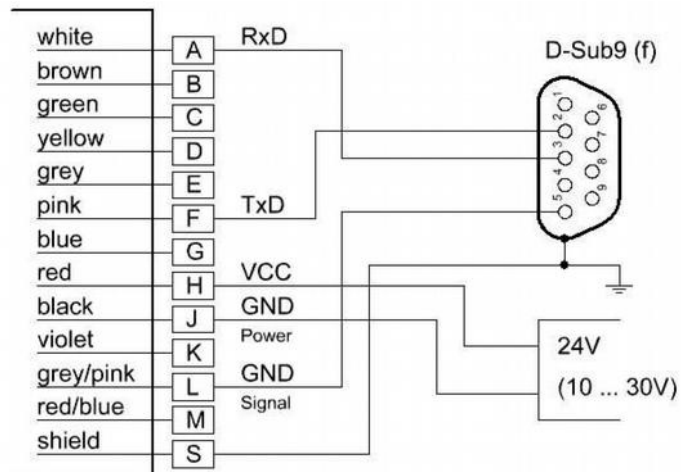 white A RxD
D-Sub9 (f)
brown B
green C
yellow D
grey E
pink F TxD
blue G
red H VCC
black J GND
Power
violet K
grey/pink L GND
Signal
red/blue M
shield S
1
2
3
4
5
6
7
8
9
24V
(10 ... 30V)